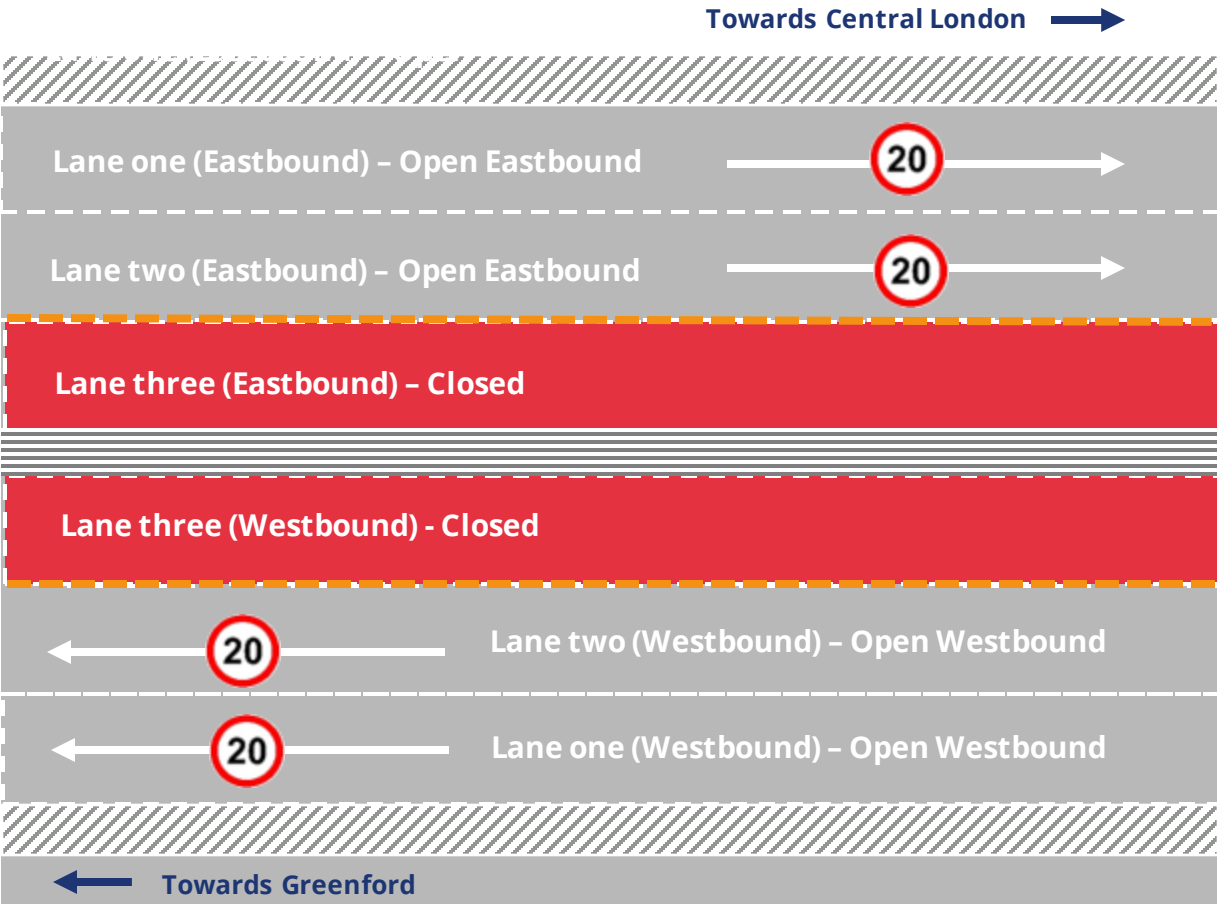 Towards Central London
Lane one (Eastbound) – Open Eastbound
20
Lane two (Eastbound) – Open Eastbound
20
Lane three (Eastbound) – Closed
Lane three (Westbound) - Closed
20
Lane two (Westbound) – Open Westbound
20
Lane one (Westbound) – Open Westbound
Towards Greenford